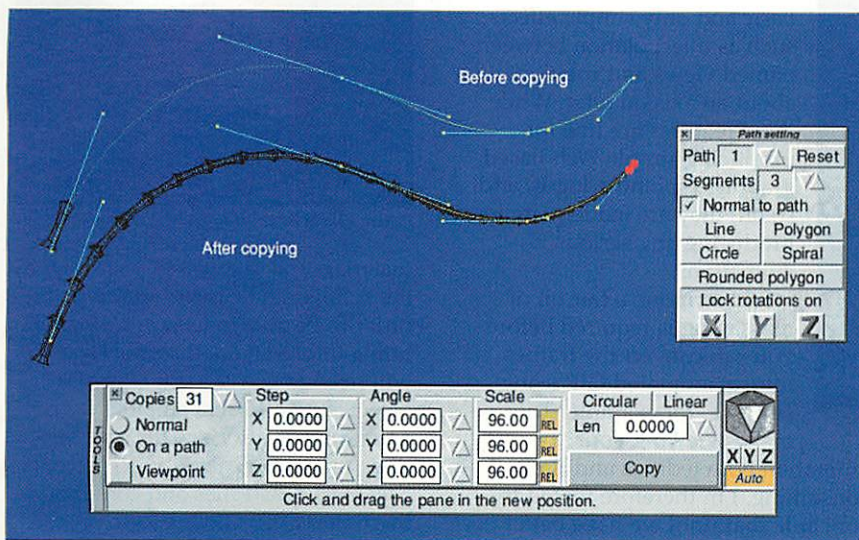 Before copying
After copying
Path setting
Path 1 Reset
Segments 3
Normal to path
Line Polygon
Circle Spiral
Rounded polygon
Lock rotations on
X Y Z
TOOLS
Copies 31 Step Angle Scale Circular Linear
Normal X 0.0000 X 0.0000 96.00 REL Len 0.0000
On a path Y 0.0000 Y 0.0000 96.00 REL Copy X Y Z
Viewpoint Z 0.0000 Z 0.0000 96.00 REL Auto
Click and drag the pane in the new position.